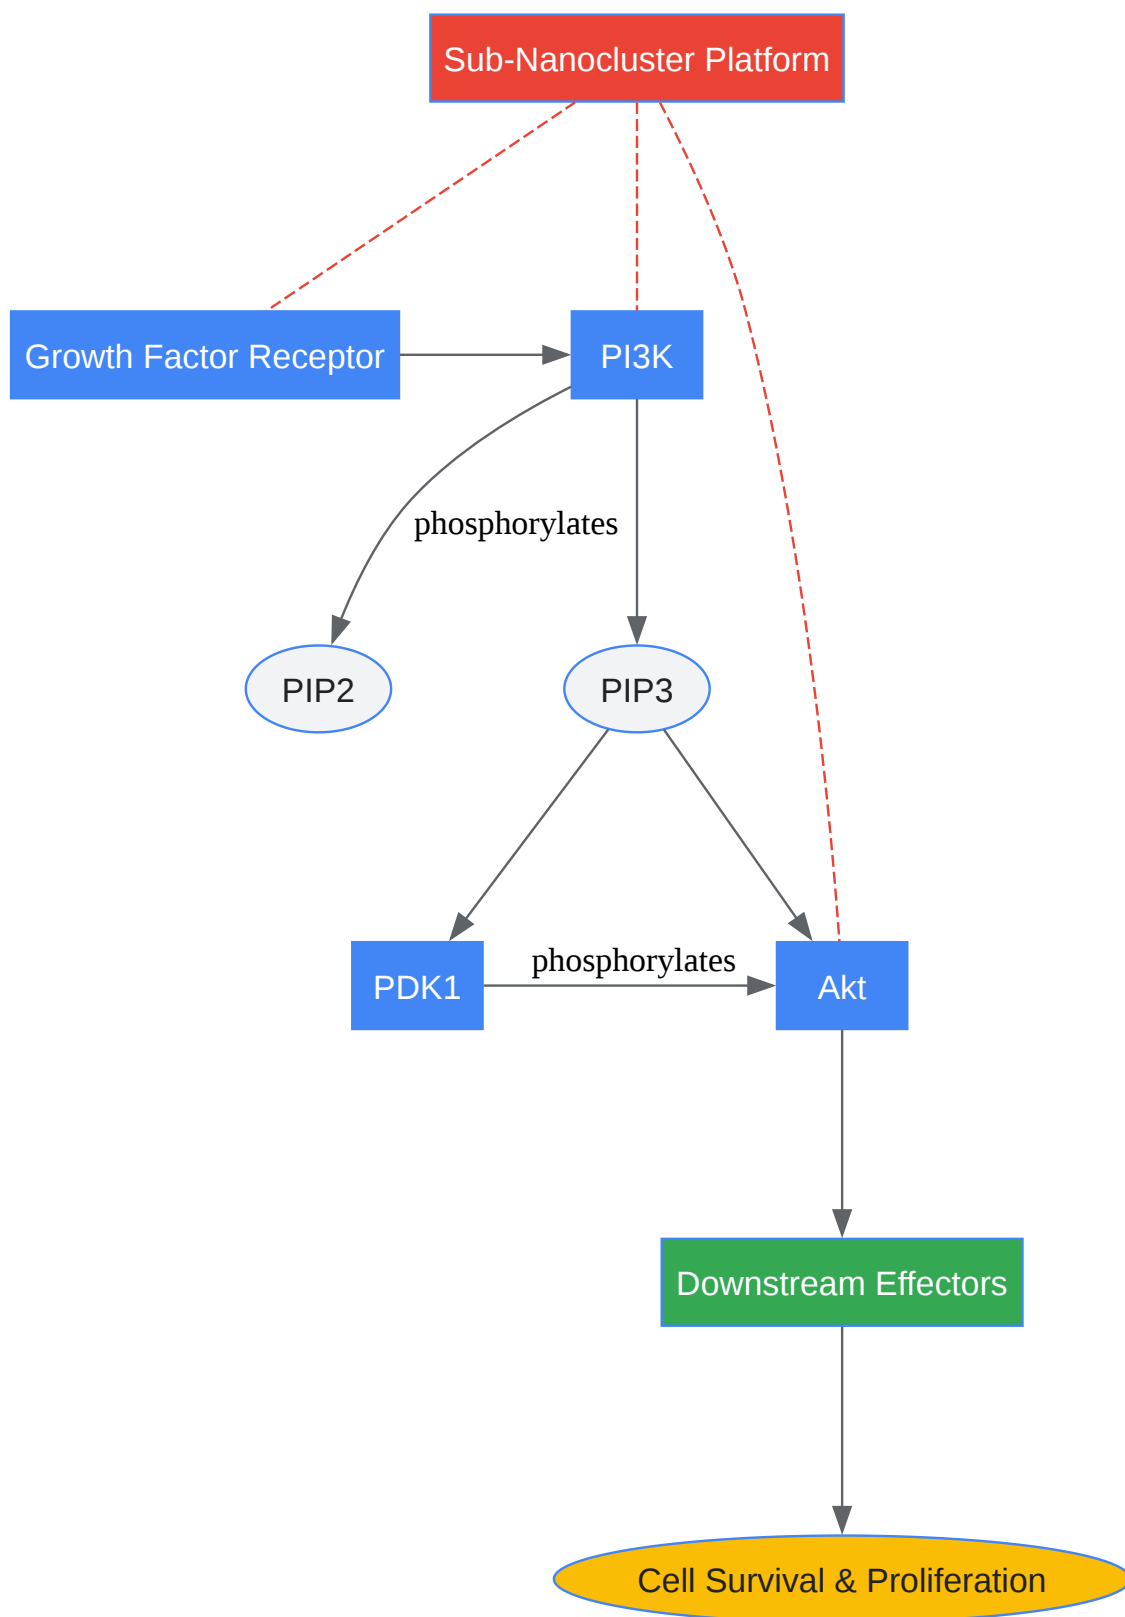 Sub-Nanocluster Platform
Growth Factor Receptor
PI3K
phosphorylates
PIP2
PIP3
phosphorylates
PDK1
Akt
Downstream Effectors
Cell Survival & Proliferation